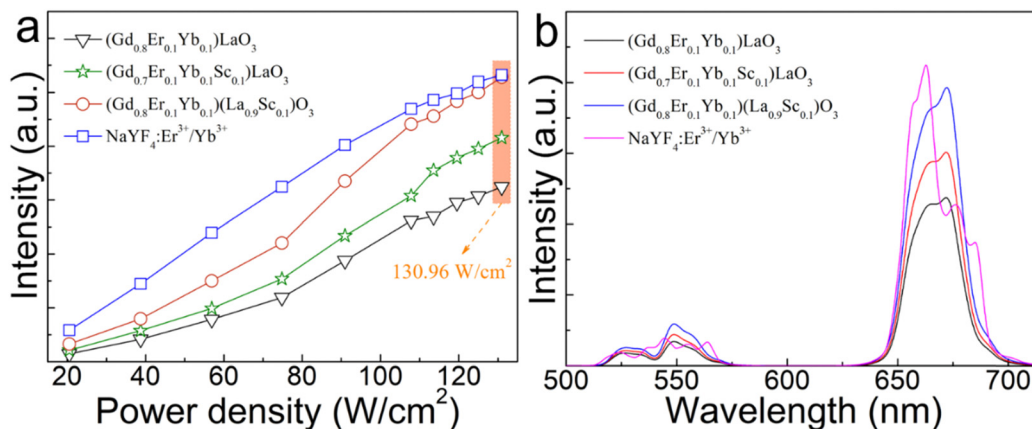 a
(Gd0.8Er0.1Yb0.1)LaO3
(Gd0.7Er0.1Yb0.1Sc0.1)LaO3
(Gd0.8Er0.1Yb0.1)(La0.9Sc0.1)O3
NaYF4:Er3+/Yb3+
130.96 W/cm2
Intensity (a.u.)
20 40 60 80 100 120
Power density (W/cm2)
b
(Gd0.8Er0.1Yb0.1)LaO3
(Gd0.7Er0.1Yb0.1Sc0.1)LaO3
(Gd0.8Er0.1Yb0.1)(La0.9Sc0.1)O3
NaYF4:Er3+/Yb3+
Intensity (a.u.)
500 550 600 650 700
Wavelength (nm)